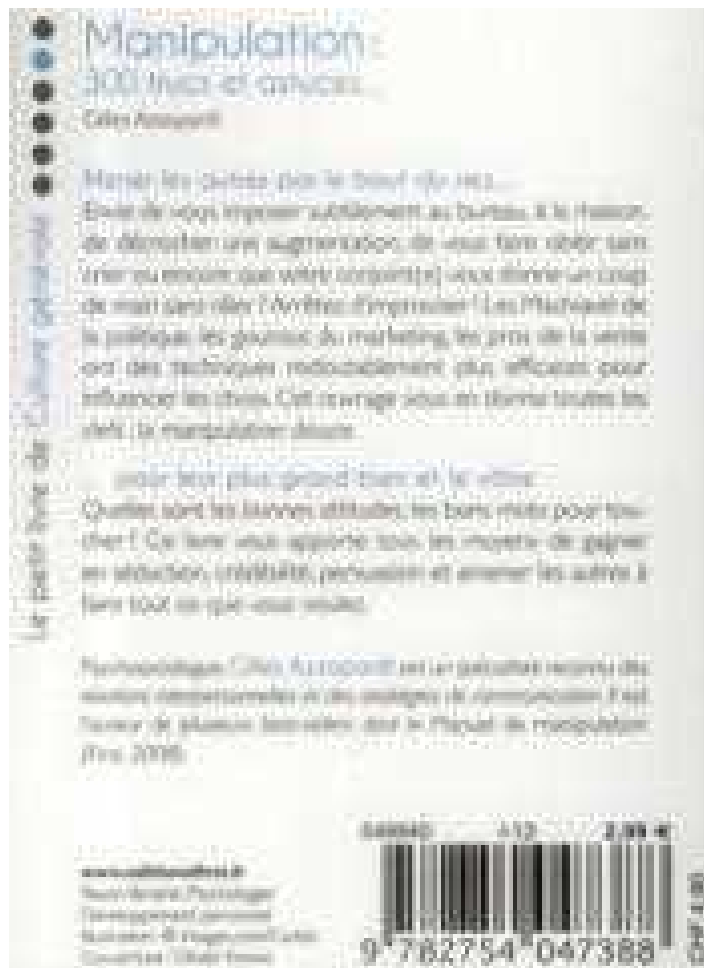 Manipulation :
300 trucs et astuces...
Gilles Azzopardi
Mener les autres par le bout du nez...
Envie de vous imposer subtilement au bureau, à la maison,
de décrocher une augmentation, de vous faire obéir sans
crier ou encore que votre conjoint(e) vous donne un coup
de main sans râler ? Arrêtez d'improviser ! Les Machiavel de
la politique, les gourous du marketing, les pros de la vente
ont des techniques redoutablement plus efficaces pour
influencer les choix. Cet ouvrage vous en donne toutes les
clefs : la manipulation douce
... pour leur plus grand bien et le vôtre
Quelles sont les bonnes attitudes, les bons mots pour tou-
cher ? Ce livre vous apporte tous les moyens de gagner
en séduction, crédibilité, persuasion et amener les autres à
faire tout ce que vous voulez.
Gilles Azzopardi est un spécialiste reconnu des
relations interpersonnelles et des stratégies de communication. Il est
l'auteur de plusieurs best-sellers dont le Manuel de manipulation
(First, 2008).
Le petit livre de Culture générale
2,99 €
9 782754 047388
Développement personnel